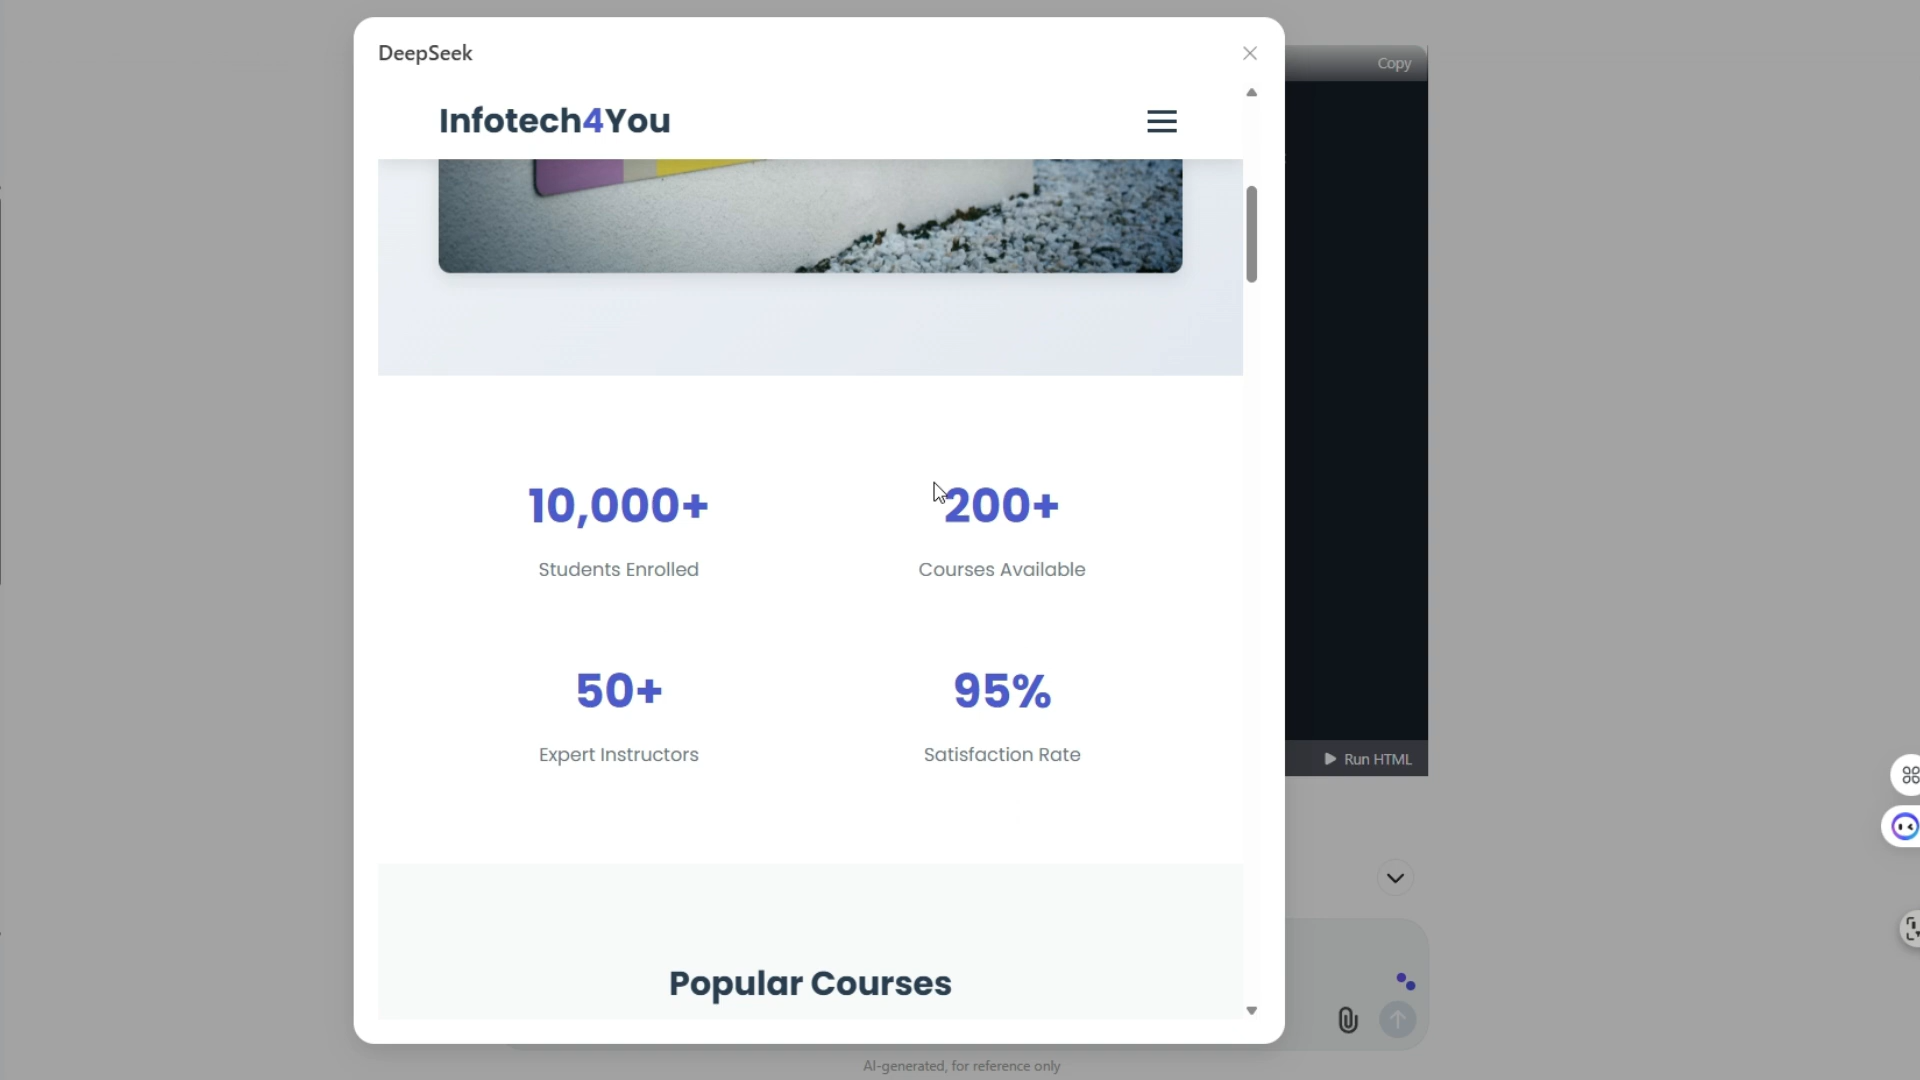 DeepSeek
Copy
Infotech4You
10,000+
Students Enrolled
200+
Courses Available
50+
Expert Instructors
95%
Satisfaction Rate
Run HTML
Popular Courses
AI-generated, for reference only